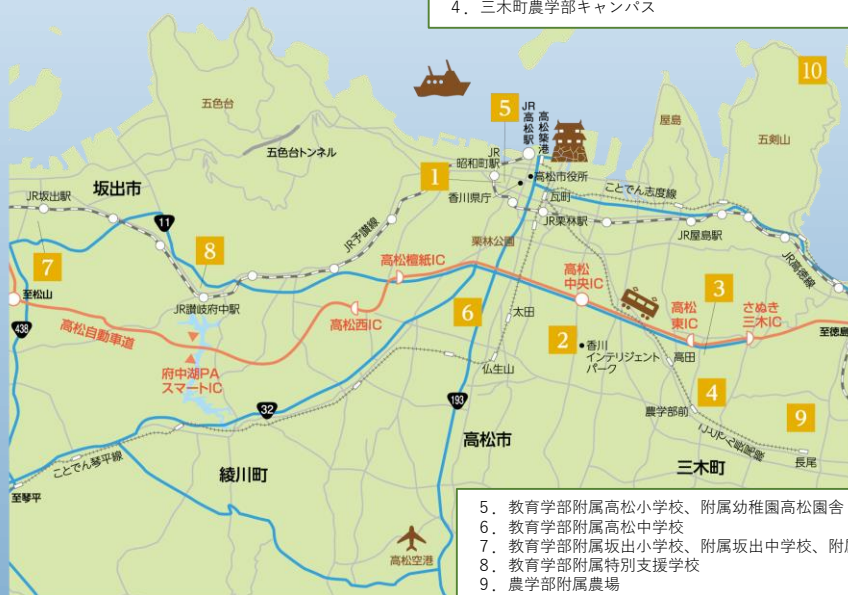 4．三木町農学部キャンパス
10
五色台
5
JR
高松駅
高松築港
屋島
五剣山
五色台トンネル
JR
昭和町駅
1
高松市役所
香川県庁
瓦町
ことでん志度線
坂出市
JR坂出駅
11
JR予讃線
JR栗林駅
JR屋島駅
栗林公園
7
8
高松檀紙IC
JR高徳線
至松山
JR讃岐府中駅
高松
中央IC
3
高松西IC
6
太田
高松
東IC
さぬき
三木IC
438
高松自動車道
2
香川
インテリジェント
パーク
高田
至徳島
府中湖PA
スマートIC
仏生山
4
32
193
農学部前
9
ことでん長尾線
高松市
ことでん琴平線
綾川町
三木町
長尾
至琴平
高松空港
5．教育学部附属高松小学校、附属幼稚園高松園舎
6．教育学部附属高松中学校
7．教育学部附属坂出小学校、附属坂出中学校、附
8．教育学部附属特別支援学校
9．農学部附属農場